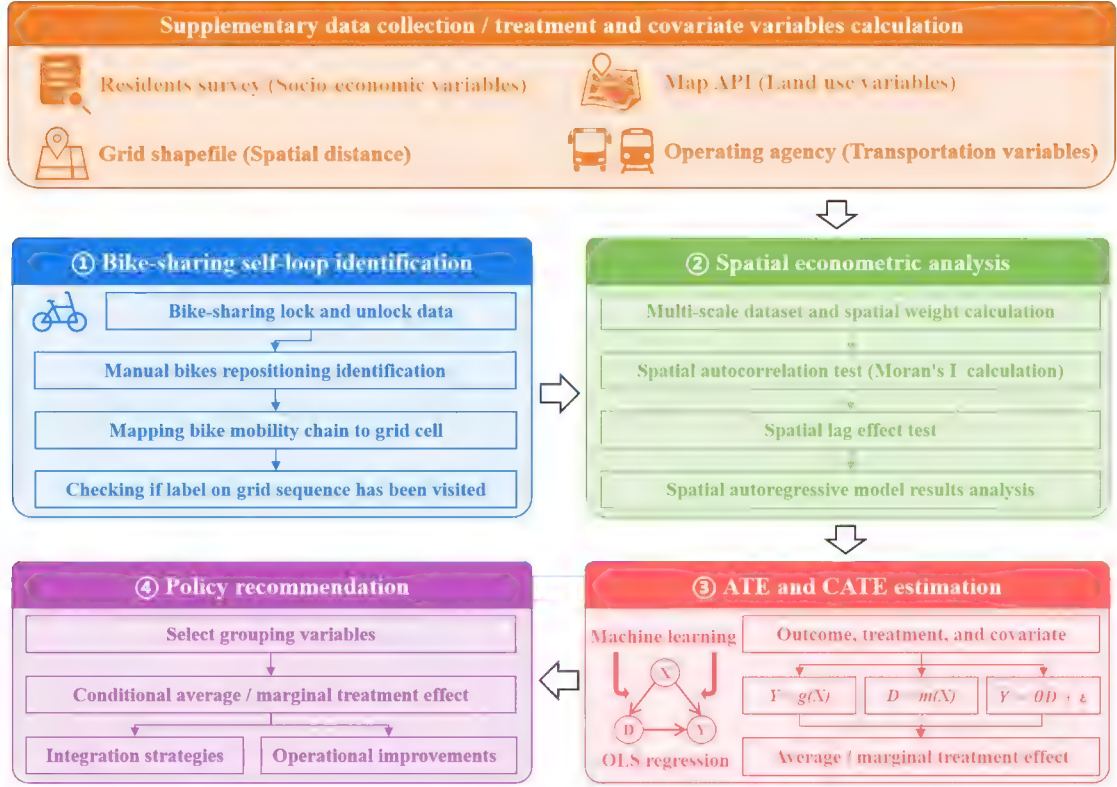 Supplementary data collection / treatment and covariate variables calculation
Residents survey (Socio-economic variables)
Map API (Land use variables)
Grid shapefile (Spatial distance)
Operating agency (Transportation variables)
① Bike-sharing self-loop identification
Bike-sharing lock and unlock data
Manual bikes repositioning identification
Mapping bike mobility chain to grid cell
Checking if label on grid sequence has been visited
② Spatial econometric analysis
Multi-scale dataset and spatial weight calculation
Spatial autocorrelation test (Moran's I calculation)
Spatial lag effect test
Spatial autoregressive model results analysis
③ ATE and CATE estimation
Machine learning
X
D
Y
OLS regression
Outcome, treatment, and covariate
Y g(X)
D m(X)
Y θD + ε
Average / marginal treatment effect
④ Policy recommendation
Select grouping variables
Conditional average / marginal treatment effect
Integration strategies
Operational improvements